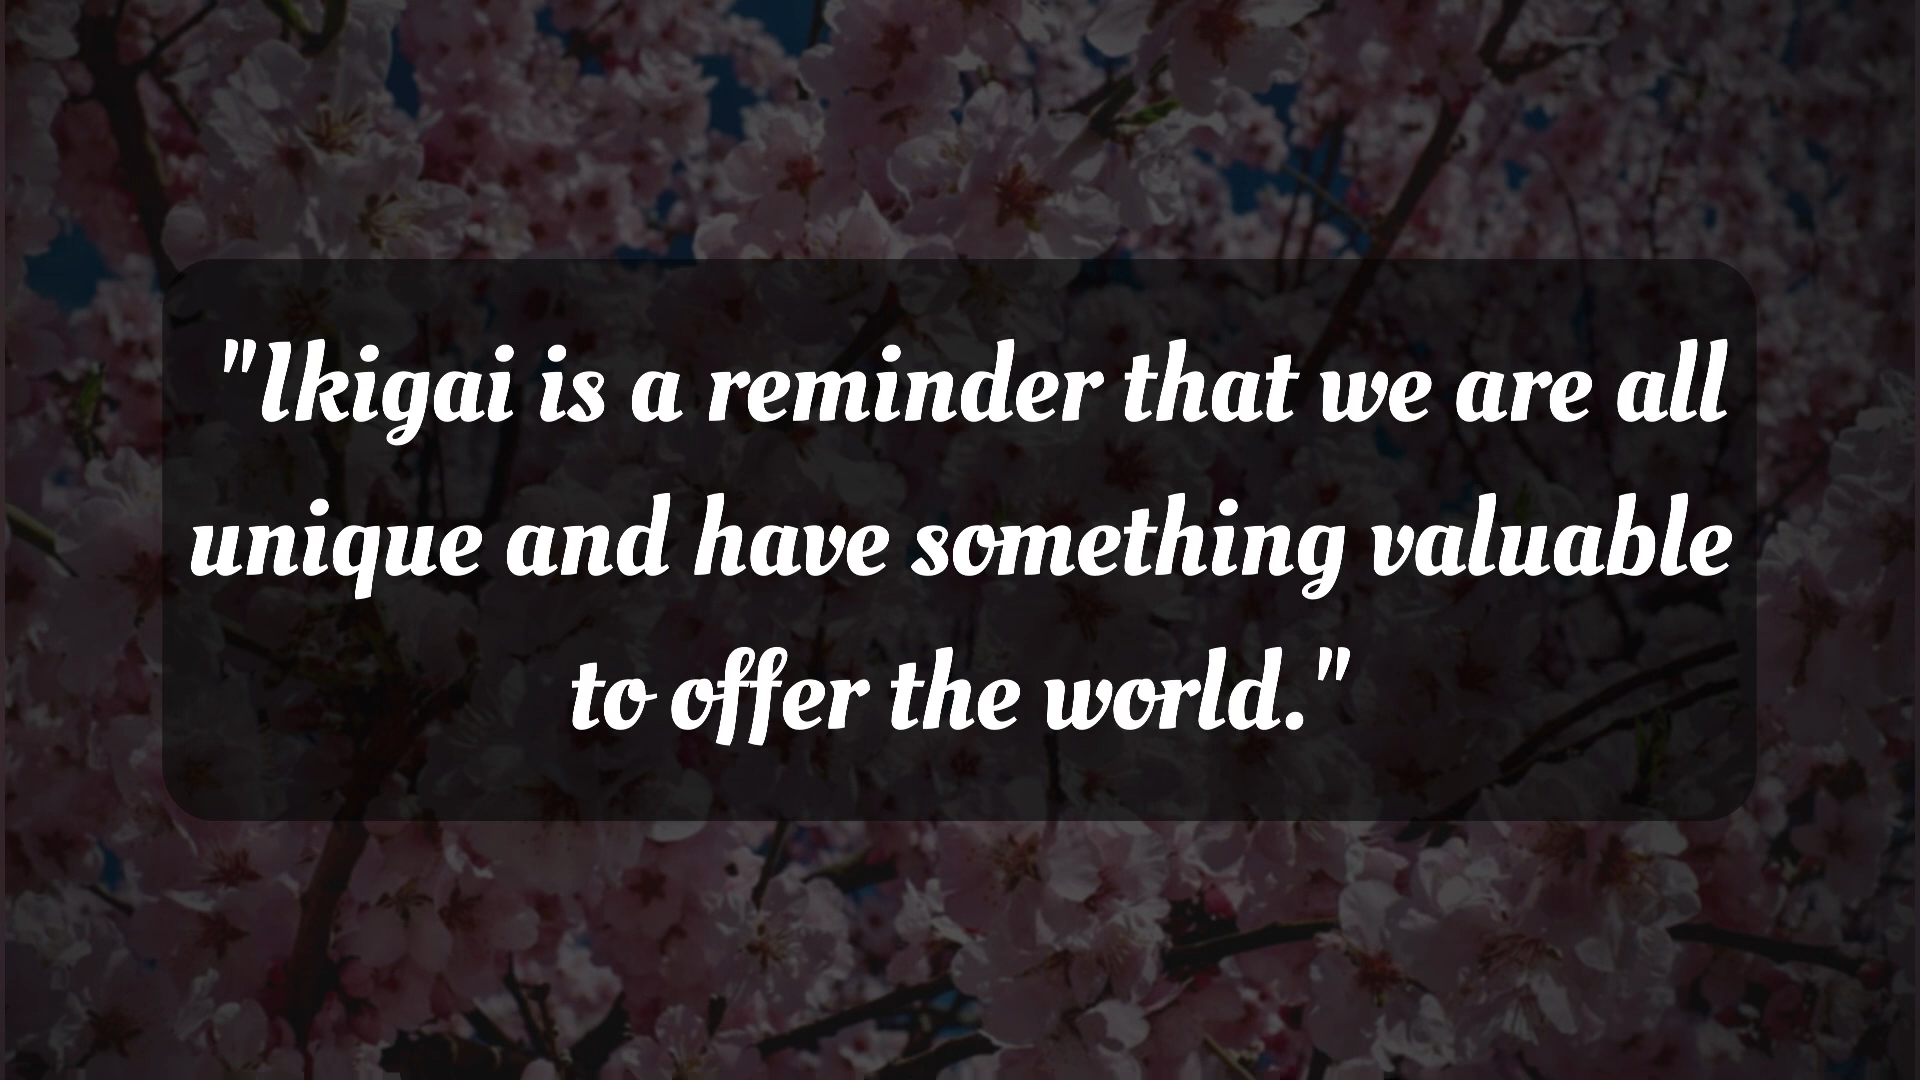 "Ikigai is a reminder that we are all
unique and have something valuable
to offer the world."